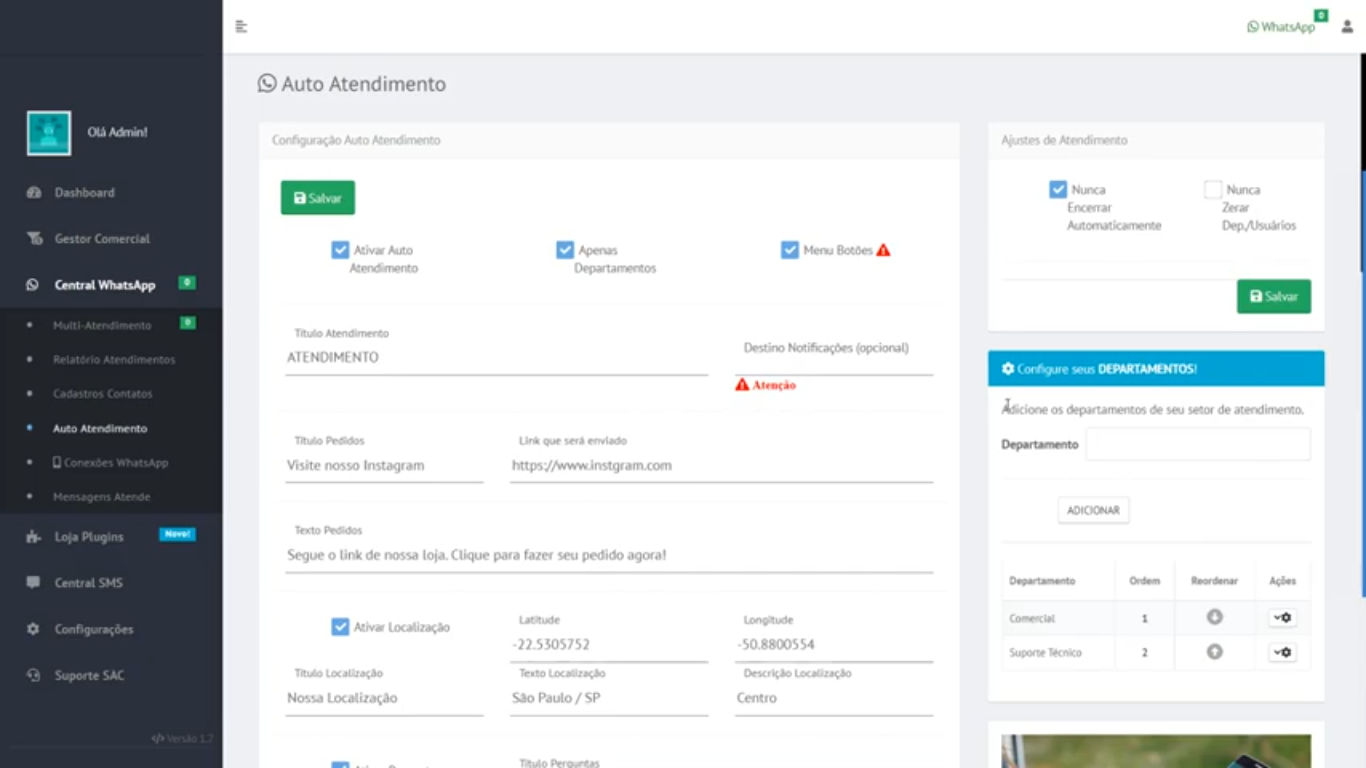 WhatsApp 0
Olá Admin!
Dashboard
Gestor Comercial
Central WhatsApp 0
Multi-Atendimento 0
Relatório Atendimentos
Cadastros Contatos
Auto Atendimento
Conexões WhatsApp
Mensagens Atende
Loja Plugins Novo!
Central SMS
Configurações
Suporte SAC
</> Versão 1.7
Auto Atendimento
Configuração Auto Atendimento
Salvar
Ativar Auto
Atendimento
Apenas
Departamentos
Menu Botões
Título Atendimento
ATENDIMENTO
Destino Notificações (opcional)
Atenção
Título Pedidos
Visite nosso Instagram
Link que será enviado
https://www.instgram.com
Texto Pedidos
Segue o link de nossa loja. Clique para fazer seu pedido agora!
Ativar Localização
Latitude
-22.5305752
Longitude
-50.8800554
Título Localização
Nossa Localização
Texto Localização
São Paulo / SP
Descrição Localização
Centro
Título Perguntas
Ajustes de Atendimento
Nunca
Encerrar
Automaticamente
Nunca
Zerar
Dep./Usuários
Salvar
Configure seus DEPARTAMENTOS!
Adicione os departamentos de seu setor de atendimento.
Departamento
ADICIONAR
Departamento Ordem Reordenar Ações
Comercial 1
Suporte Técnico 2